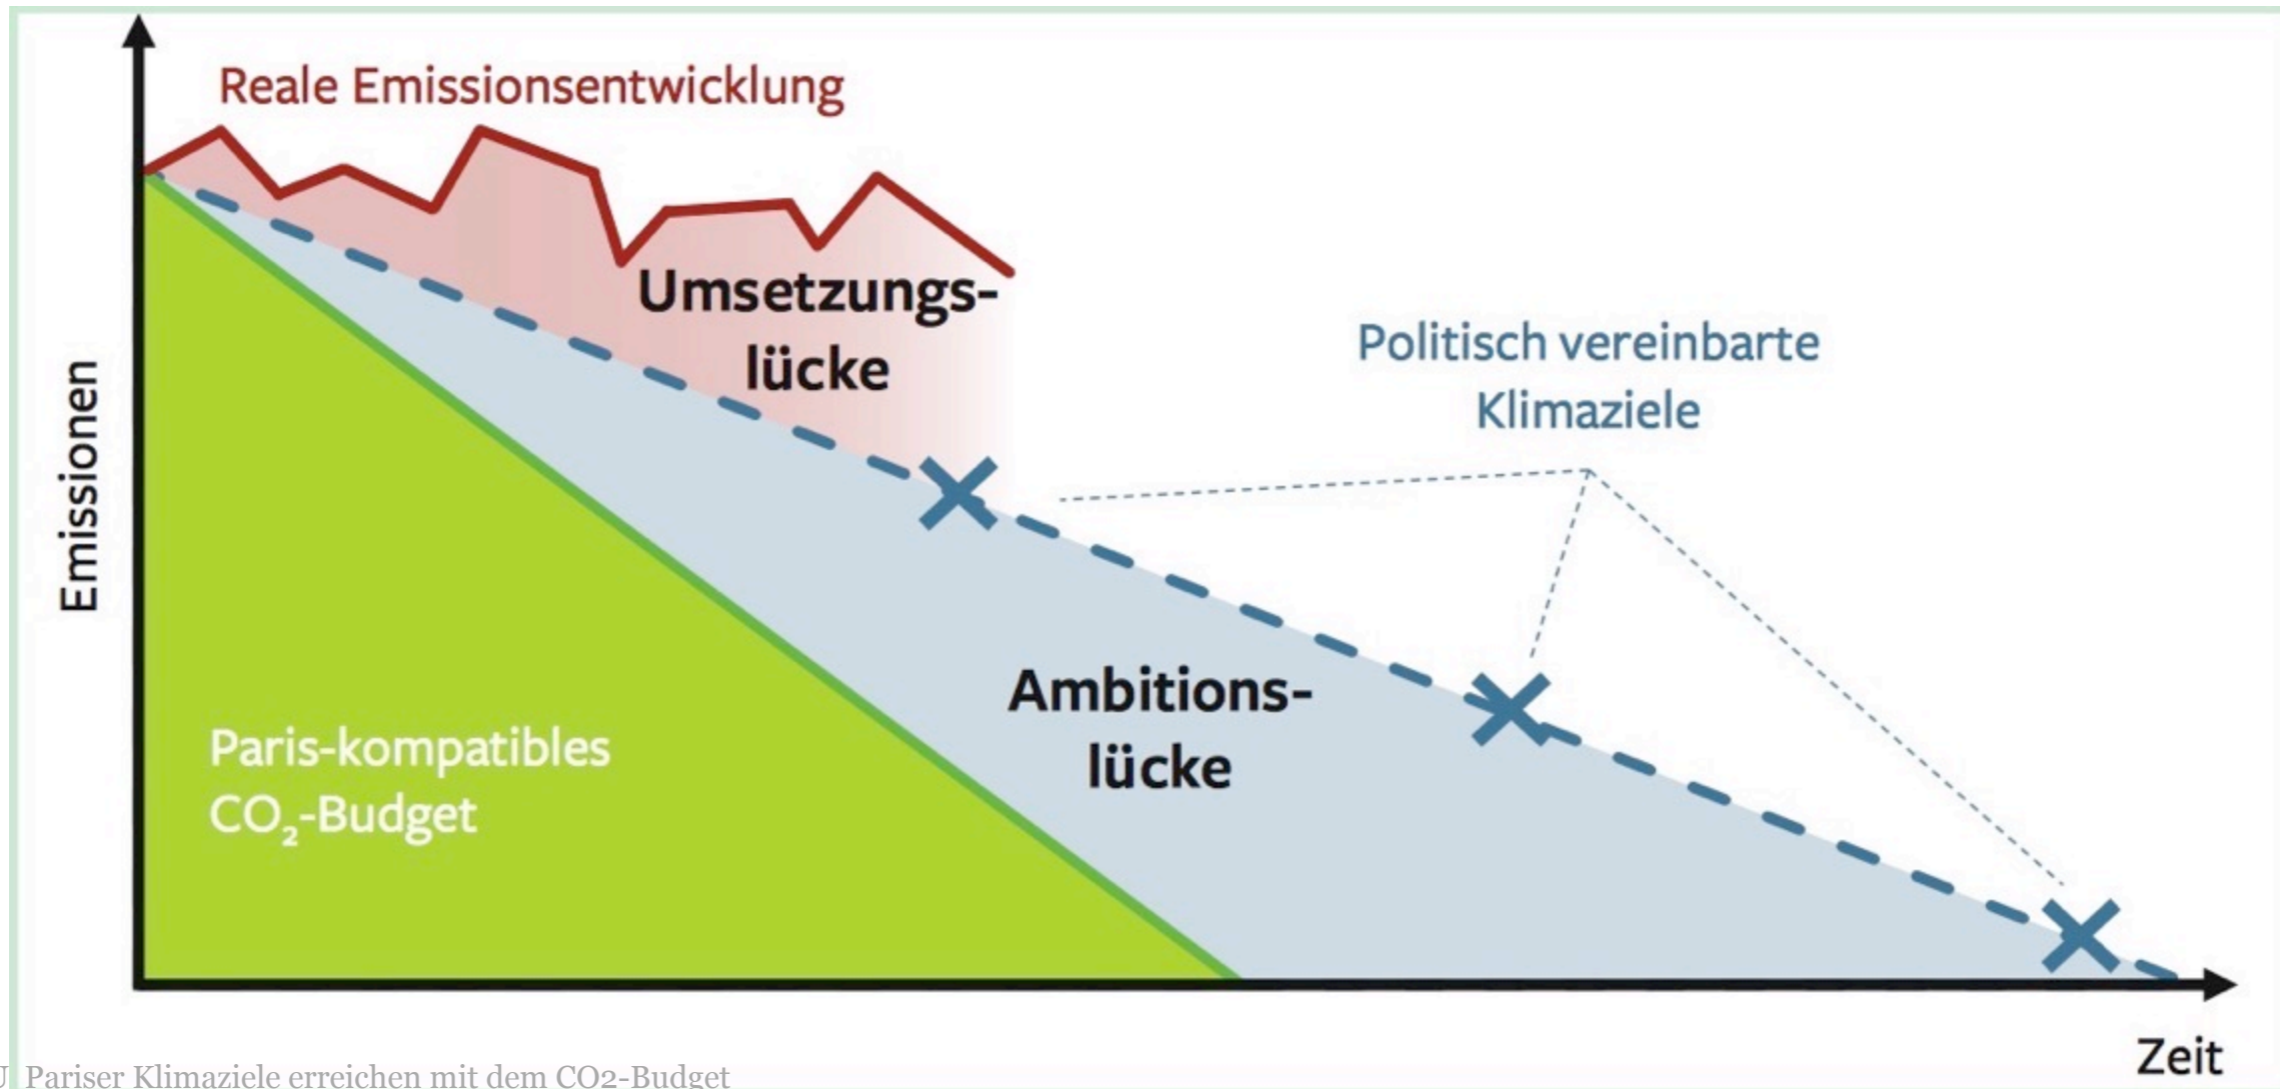 Reale Emissionsentwicklung
Umsetzungs-
lücke
Politisch vereinbarte
Klimaziele
Emissionen
Ambitions-
lücke
Paris-kompatibles
CO₂-Budget
Zeit
Pariser Klimaziele erreichen mit dem CO2-Budget